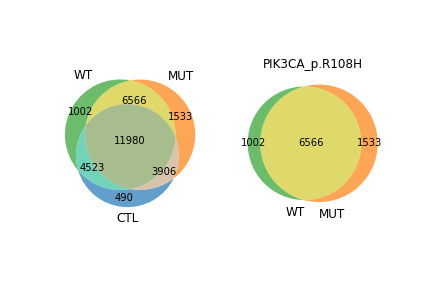 WT
MUT
1002
6566
1533
11980
4523
3906
490
CTL
PIK3CA_p.R108H
1002
6566
1533
WT
MUT